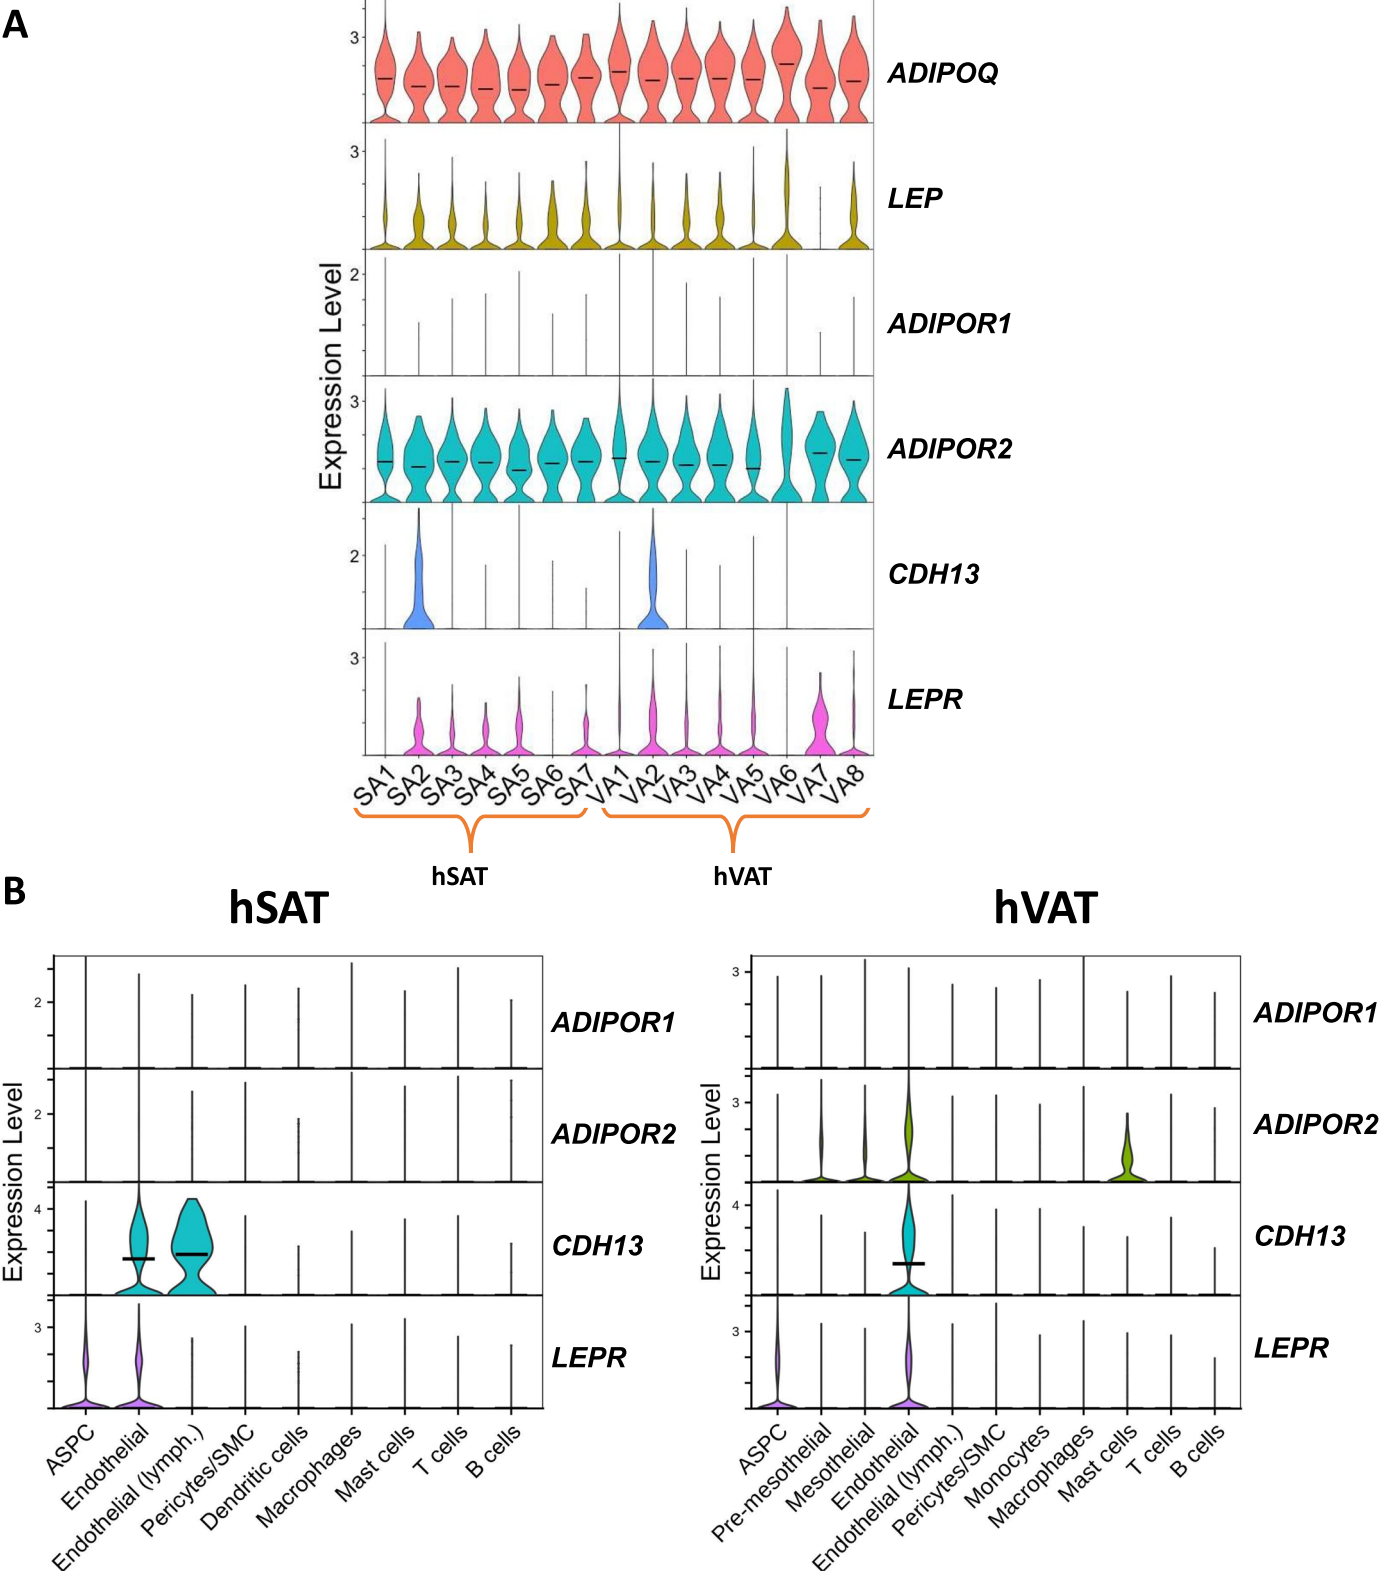 A
3
ADIPOQ
3
LEP
2
ADIPOR1
3
ADIPOR2
2
CDH13
3
LEPR
Expression Level
SA1 SA2 SA3 SA4 SA5 SA6 SA7 VA1 VA2 VA3 VA4 VA5 VA6 VA7 VA8
hSAT hVAT
B
hSAT
2
ADIPOR1
2
ADIPOR2
4
CDH13
3
LEPR
Expression Level
ASPC
Endothelial
Endothelial (lymph.)
Pericytes/SMC
Dendritic cells
Macrophages
Mast cells
T cells
B cells
hVAT
3
ADIPOR1
3
ADIPOR2
4
CDH13
3
LEPR
Expression Level
ASPC
Pre-mesothelial
Mesothelial
Endothelial
Endothelial (lymph.)
Pericytes/SMC
Monocytes
Macrophages
Mast cells
T cells
B cells